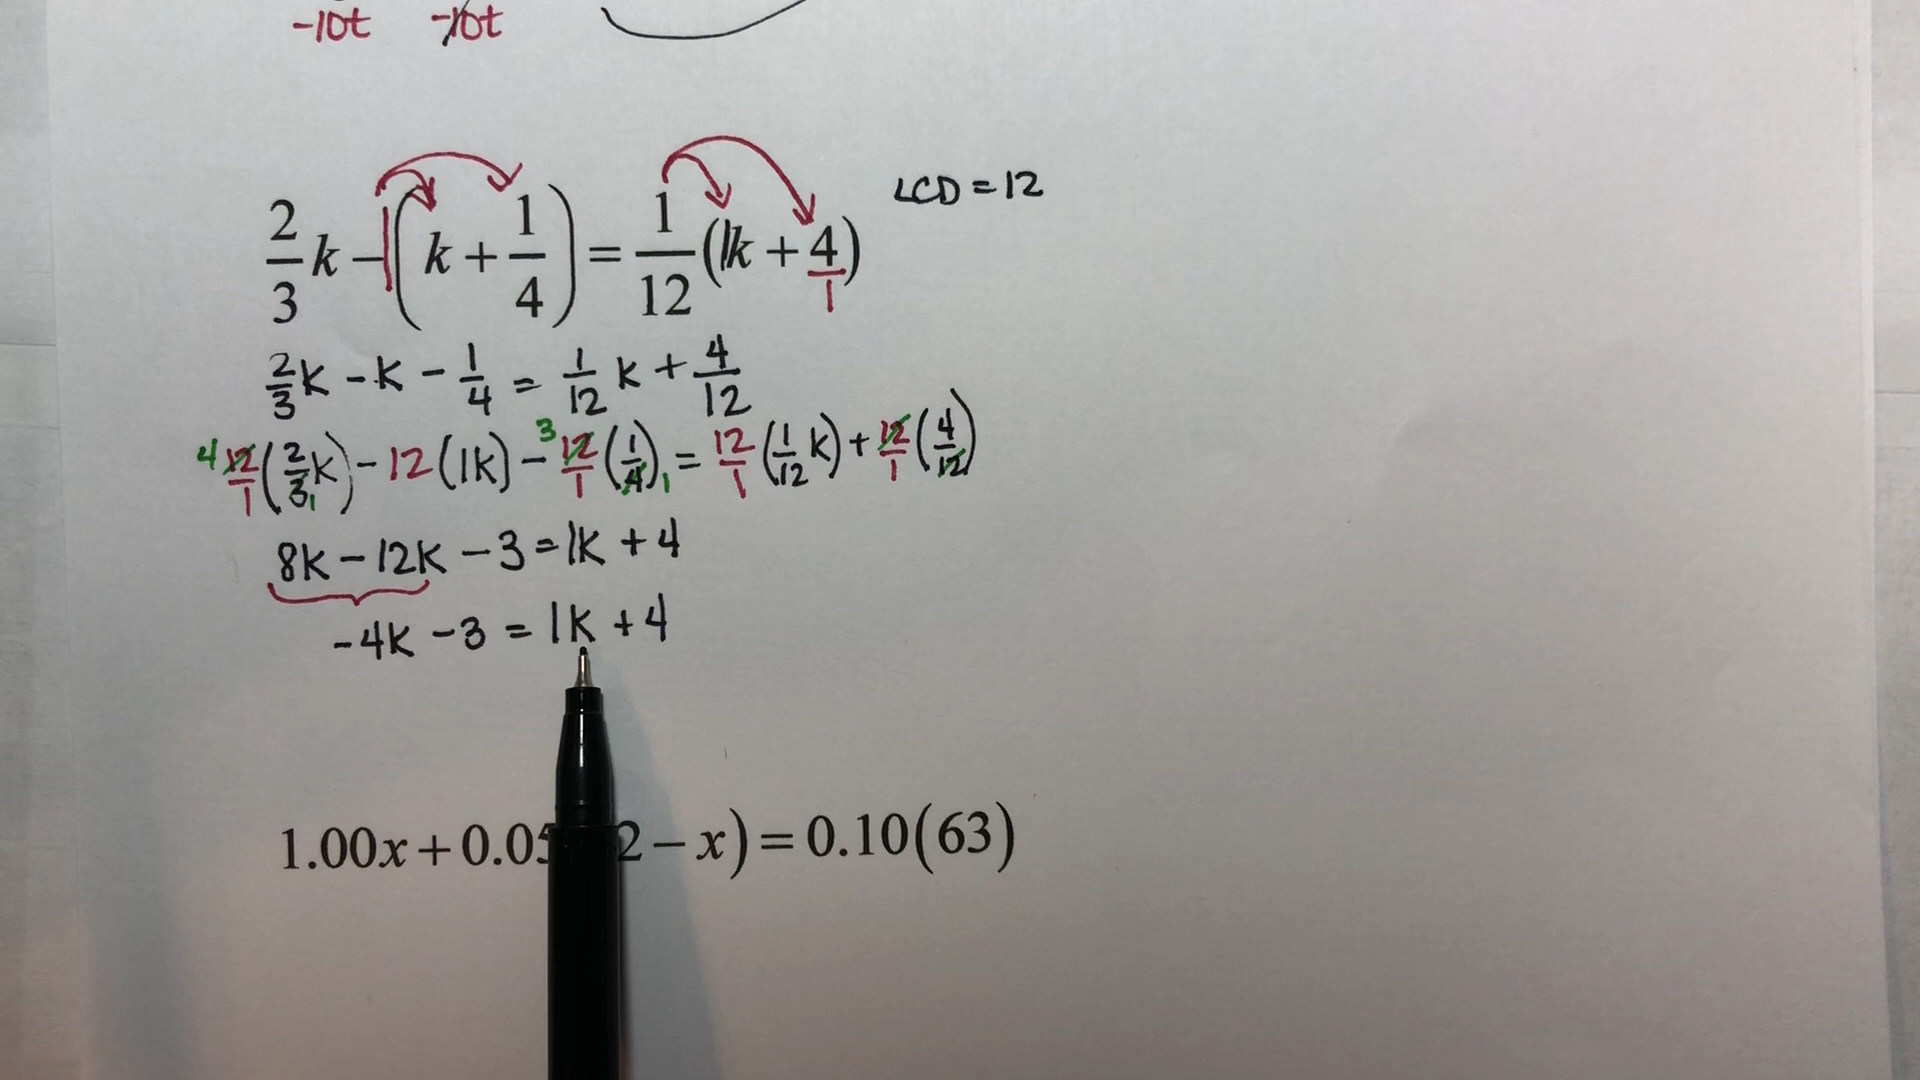 -10t -10t
2/3 k - 1(k + 1/4) = 1/12 (1k + 4/1) LCD = 12
2/3 k - k - 1/4 = 1/12 k + 4/12
4 12/1 (2/3 k) 1 - 12 (1k) - 3 12/1 (1/4) 1 = 12/1 (1/12 k) + 12/1 (4/12)
8k - 12k - 3 = 1k + 4
-4k - 3 = 1k + 4
1.00x + 0.05 2 - x) = 0.10(63)